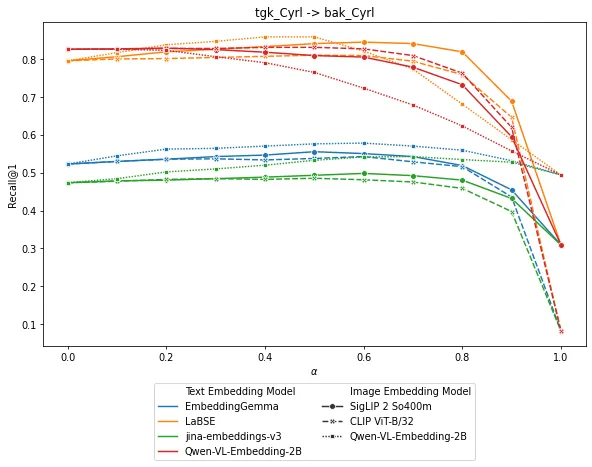 tgk_Cyrl -> bak_Cyrl
Recall@1
0.8
0.7
0.6
0.5
0.4
0.3
0.2
0.1
0.0
0.2
0.4
0.6
0.8
1.0
α
Text Embedding Model
EmbeddingGemma
LaBSE
jina-embeddings-v3
Qwen-VL-Embedding-2B
Image Embedding Model
SigLIP 2 So400m
CLIP ViT-B/32
Qwen-VL-Embedding-2B